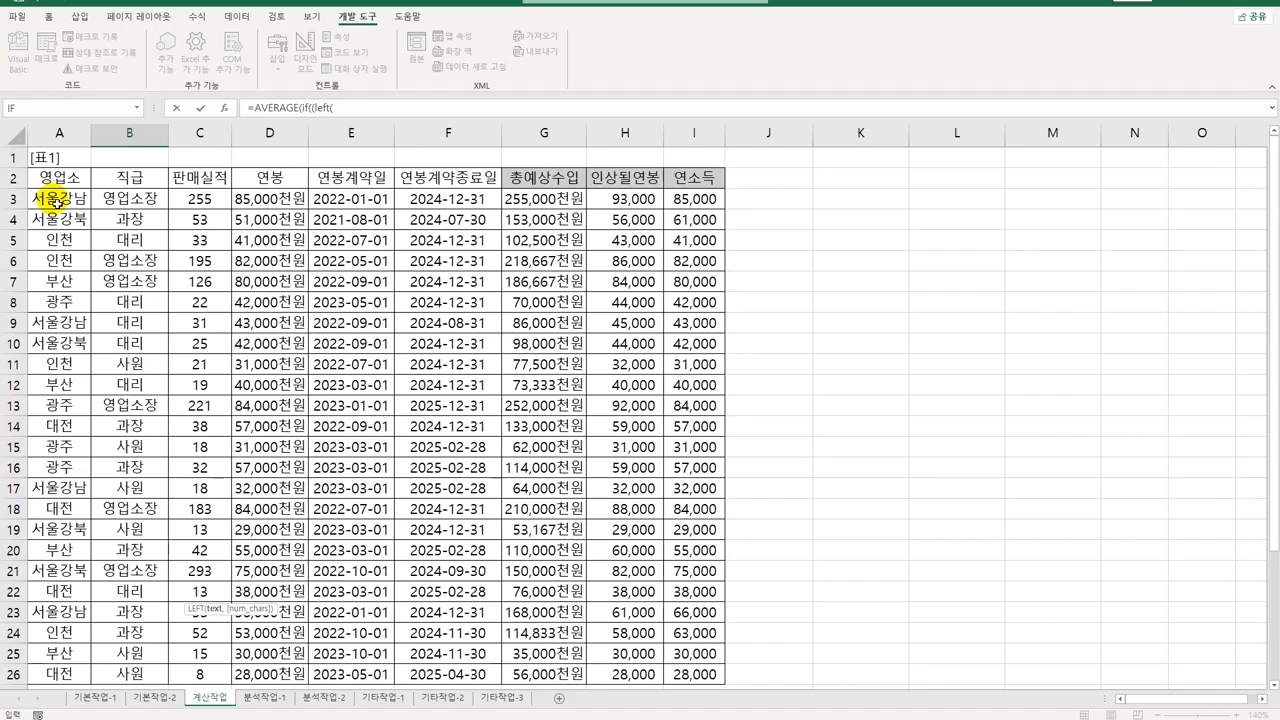 파일 홈 삽입 페이지 레이아웃 수식 데이터 검토 보기 개발 도구 도움말 공유
Visual Basic 매크로 매크로 기록 상대 참조로 기록 매크로 보안 추가 기능 Excel 추가 기능 COM 추가 기능 삽입 디자인 모드 속성 코드 보기 대화 상자 실행 원본 맵 속성 확장 팩 데이터 새로 고침 가져오기 내보내기
코드 추가 기능 컨트롤 XML
IF =AVERAGE(if((left(
A B C D E F G H I J K L M N O
1 [표1]
2 영업소 직급 판매실적 연봉 연봉계약일 연봉계약종료일 총예상수입 인상될연봉 연소득
3 서울강남 영업소장 255 85,000천원 2022-01-01 2024-12-31 255,000천원 93,000 85,000
4 서울강북 과장 53 51,000천원 2021-08-01 2024-07-30 153,000천원 56,000 61,000
5 인천 대리 33 41,000천원 2022-07-01 2024-12-31 102,500천원 43,000 41,000
6 인천 영업소장 195 82,000천원 2022-05-01 2024-12-31 218,667천원 86,000 82,000
7 부산 영업소장 126 80,000천원 2022-09-01 2024-12-31 186,667천원 84,000 80,000
8 광주 대리 22 42,000천원 2023-05-01 2024-12-31 70,000천원 44,000 42,000
9 서울강남 대리 31 43,000천원 2022-09-01 2024-08-31 86,000천원 45,000 43,000
10 서울강북 대리 25 42,000천원 2022-09-01 2024-12-31 98,000천원 44,000 42,000
11 인천 사원 21 31,000천원 2022-07-01 2024-12-31 77,500천원 32,000 31,000
12 부산 대리 19 40,000천원 2023-03-01 2024-12-31 73,333천원 40,000 40,000
13 광주 영업소장 221 84,000천원 2023-01-01 2025-12-31 252,000천원 92,000 84,000
14 대전 과장 38 57,000천원 2022-09-01 2024-12-31 133,000천원 59,000 57,000
15 광주 사원 18 31,000천원 2023-03-01 2025-02-28 62,000천원 31,000 31,000
16 광주 과장 32 57,000천원 2023-03-01 2025-02-28 114,000천원 59,000 57,000
17 서울강남 사원 18 32,000천원 2023-03-01 2025-02-28 64,000천원 32,000 32,000
18 대전 영업소장 183 84,000천원 2022-07-01 2024-12-31 210,000천원 88,000 84,000
19 서울강북 사원 13 29,000천원 2023-03-01 2024-12-31 53,167천원 29,000 29,000
20 부산 과장 42 55,000천원 2023-03-01 2025-02-28 110,000천원 60,000 55,000
21 서울강북 영업소장 293 75,000천원 2022-10-01 2024-09-30 150,000천원 82,000 75,000
22 대전 대리 13 38,000천원 2023-03-01 2025-02-28 76,000천원 38,000 38,000
LEFT(text, [num_chars])
23 서울강남 과장 2022-01-01 2024-12-31 168,000천원 61,000 66,000
24 인천 과장 52 53,000천원 2022-10-01 2024-11-30 114,833천원 58,000 63,000
25 부산 사원 15 30,000천원 2023-10-01 2024-11-30 35,000천원 30,000 30,000
26 대전 사원 8 28,000천원 2023-05-01 2025-04-30 56,000천원 28,000 28,000
기본작업-1 기본작업-2 계산작업 분석작업-1 분석작업-2 기타작업-1 기타작업-2 기타작업-3
입력 140%